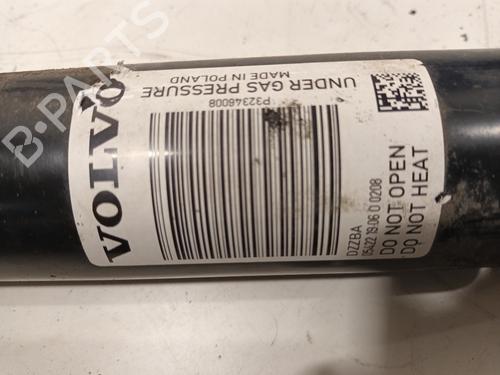 VOLVO
UNDER GAS PRESSURE
MADE IN POLAND
P32346008
DZZBA
05422 19:06 D 0208
DO NOT OPEN
DO NOT HEAT
B-PARTS